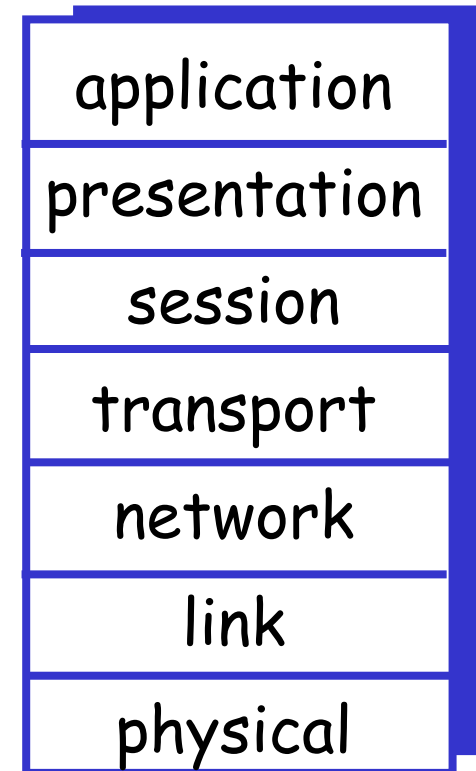 application
presentation
session
transport
network
link
physical